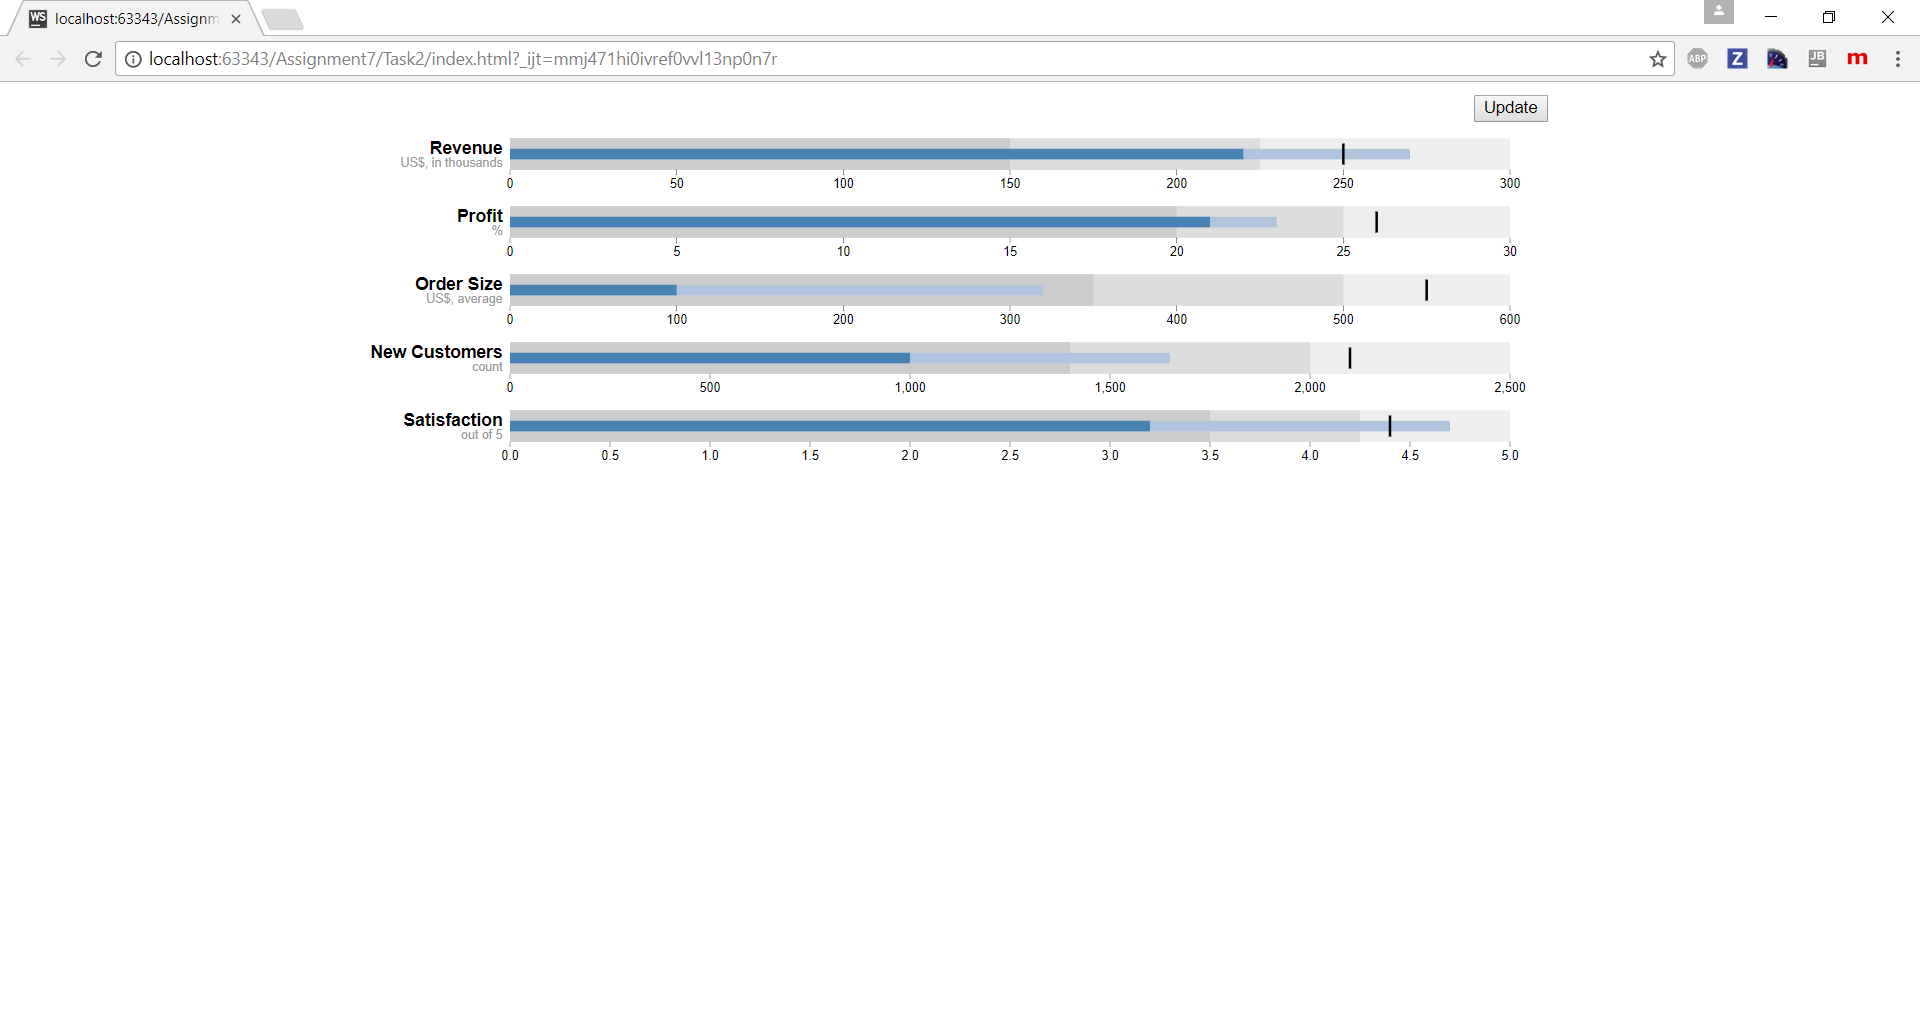 WS localhost:63343/Assignm
localhost:63343/Assignment7/Task2/index.html?_ijt=mmj471hi0ivref0vvl13np0n7r
ABP Z JB m
Update
Revenue
US$, in thousands
0 50 100 150 200 250 300
Profit
%
0 5 10 15 20 25 30
Order Size
US$, average
0 100 200 300 400 500 600
New Customers
count
0 500 1,000 1,500 2,000 2,500
Satisfaction
out of 5
0.0 0.5 1.0 1.5 2.0 2.5 3.0 3.5 4.0 4.5 5.0